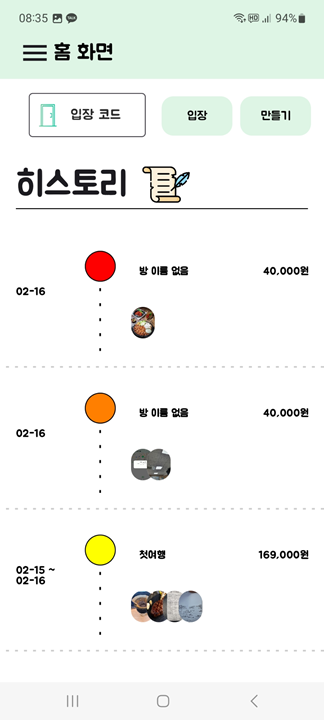 08:35 94%
홈 화면
입장 코드 입장 만들기
히스토리
방 이름 없음 40,000원
02-16
방 이름 없음 40,000원
02-16
첫여행 169,000원
02-15 ~
02-16